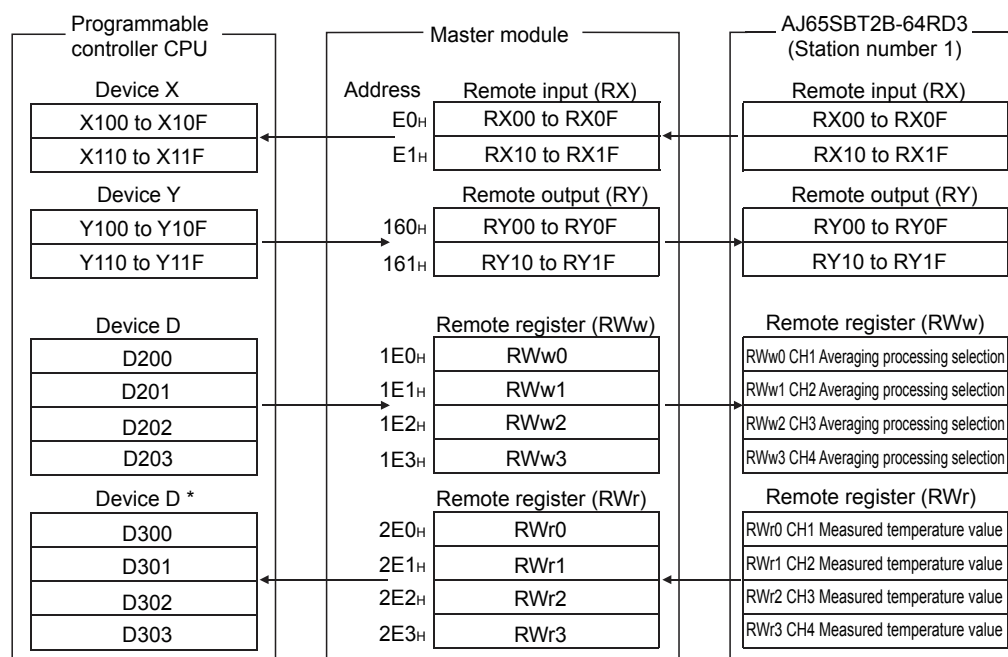 Programmable controller CPU
Master module
AJ65SBT2B-64RD3 (Station number 1)
Device X
Address
Remote input (RX)
Remote input (RX)
X100 to X10F
E0H
RX00 to RX0F
RX00 to RX0F
X110 to X11F
E1H
RX10 to RX1F
RX10 to RX1F
Device Y
Remote output (RY)
Remote output (RY)
Y100 to Y10F
160H
RY00 to RY0F
RY00 to RY0F
Y110 to Y11F
161H
RY10 to RY1F
RY10 to RY1F
Device D
Remote register (RWw)
Remote register (RWw)
D200
1E0H
RWw0
RWw0 CH1 Averaging processing selection
D201
1E1H
RWw1
RWw1 CH2 Averaging processing selection
D202
1E2H
RWw2
RWw2 CH3 Averaging processing selection
D203
1E3H
RWw3
RWw3 CH4 Averaging processing selection
Device D *
Remote register (RWr)
Remote register (RWr)
D300
2E0H
RWr0
RWr0 CH1 Measured temperature value
D301
2E1H
RWr1
RWr1 CH2 Measured temperature value
D302
2E2H
RWr2
RWr2 CH3 Measured temperature value
D303
2E3H
RWr3
RWr3 CH4 Measured temperature value